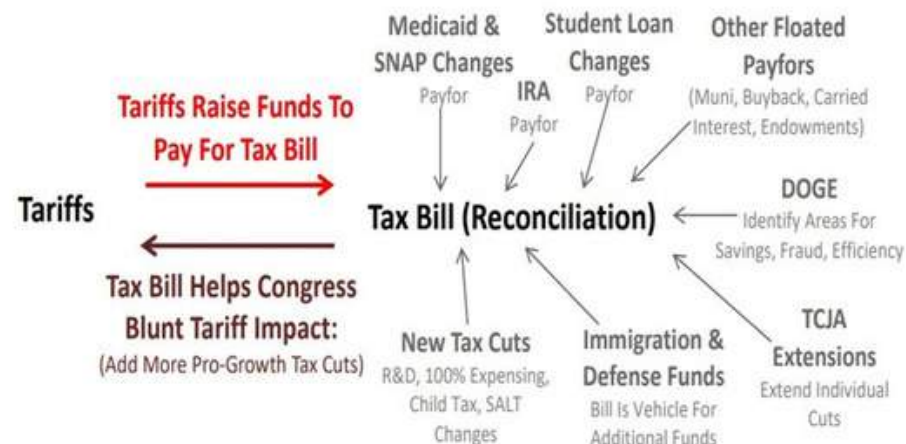 Medicaid &
SNAP Changes
Payfor
IRA
Payfor
Student Loan
Changes
Payfor
Other Floated
Payfors
(Muni, Buyback, Carried
Interest, Endowments)
Tariffs Raise Funds To
Pay For Tax Bill
Tariffs
Tax Bill (Reconciliation)
DOGE
Identify Areas For
Savings, Fraud, Efficiency
Tax Bill Helps Congress
Blunt Tariff Impact:
(Add More Pro-Growth Tax Cuts)
New Tax Cuts
R&D, 100% Expensing,
Child Tax, SALT
Changes
Immigration &
Defense Funds
Bill Is Vehicle For
Additional Funds
TCJA
Extensions
Extend Individual
Cuts